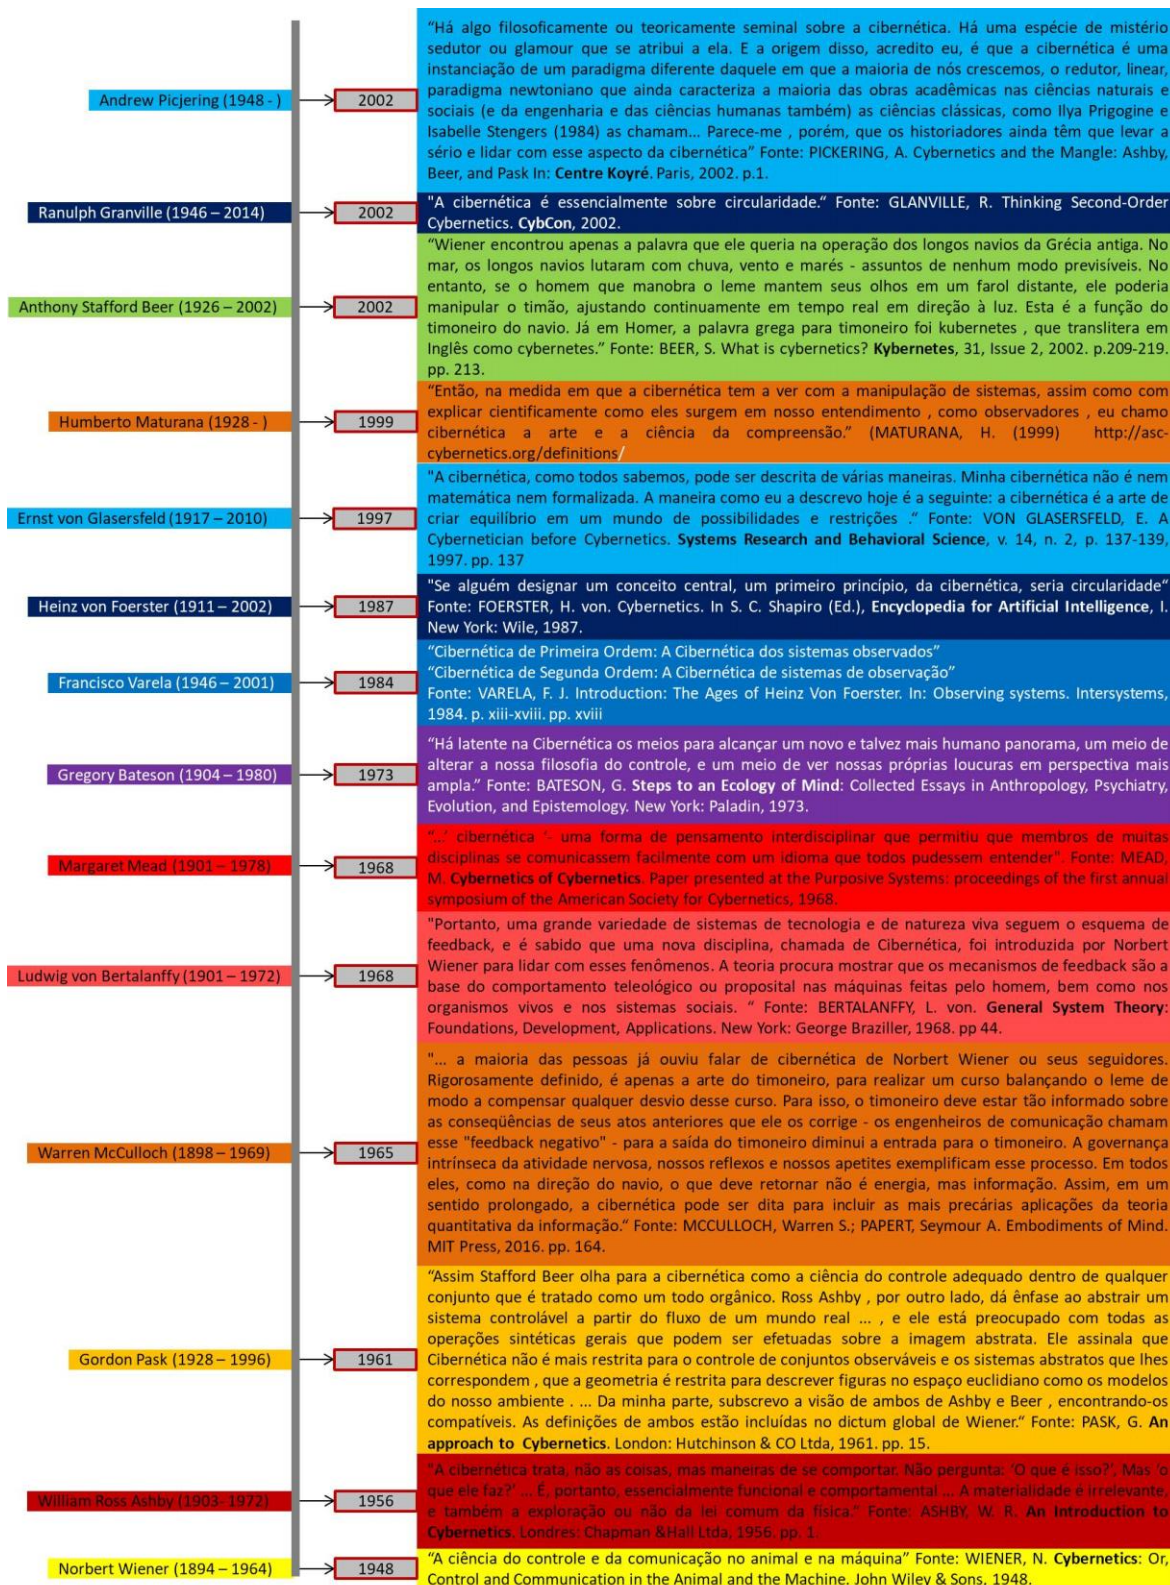 “Há algo filosoficamente ou teoricamente seminal sobre a cibernética. Há uma espécie de mistério
sedutor ou glamour que se atribui a ela. E a origem disso, acredito eu, é que a cibernética é uma
instanciação de um paradigma diferente daquele em que a maioria de nós crescemos, o redutor, linear,
Andrew Picjering (1948 - )
2002
paradigma newtoniano que ainda caracteriza a maioria das obras acadêmicas nas ciências naturais e
sociais (e da engenharia e das ciências humanas também) as ciências clássicas, como Ilya Prigogine e
Isabelle Stengers (1984) as chamam... Parece-me , porém, que os historiadores ainda têm que levar a
sério e lidar com esse aspecto da cibernética” Fonte: PICKERING, A. Cybernetics and the Mangle: Ashby,
Beer, and Pask In: Centre Koyré. Paris, 2002. p.1.
Ranulph Granville (1946 – 2014)
2002
"A cibernética é essencialmente sobre circularidade.“ Fonte: GLANVILLE, R. Thinking Second-Order
Cybernetics. CybCon, 2002.
“Wiener encontrou apenas a palavra que ele queria na operação dos longos navios da Grécia antiga. No
mar, os longos navios lutaram com chuva, vento e marés - assuntos de nenhum modo previsíveis. No
entanto, se o homem que manobra o leme mantem seus olhos em um farol distante, ele poderia
Anthony Stafford Beer (1926 – 2002)
2002
manipular o timão, ajustando continuamente em tempo real em direção à luz. Esta é a função do
timoneiro do navio. Já em Homer, a palavra grega para timoneiro foi kubernetes , que translitera em
Inglês como cybernetes.” Fonte: BEER, S. What is cybernetics? Kybernetes, 31, Issue 2, 2002. p.209-219.
pp. 213.
Humberto Maturana (1928 - )
1999
“Então, na medida em que a cibernética tem a ver com a manipulação de sistemas, assim como com
explicar cientificamente como eles surgem em nosso entendimento , como observadores , eu chamo
cibernética a arte e a ciência da compreensão.” (MATURANA, H. (1999) http://asc-
cybernetics.org/definitions/
Ernst von Glasersfeld (1917 – 2010)
1997
"A cibernética, como todos sabemos, pode ser descrita de várias maneiras. Minha cibernética não é nem
matemática nem formalizada. A maneira como eu a descrevo hoje é a seguinte: a cibernética é a arte de
criar equilíbrio em um mundo de possibilidades e restrições .“ Fonte: VON GLASERSFELD, E. A
Cybernetician before Cybernetics. Systems Research and Behavioral Science, v. 14, n. 2, p. 137-139,
1997. pp. 137
Heinz von Foerster (1911 – 2002)
1987
"Se alguém designar um conceito central, um primeiro princípio, da cibernética, seria circularidade“
Fonte: FOERSTER, H. von. Cybernetics. In S. C. Shapiro (Ed.), Encyclopedia for Artificial Intelligence, I.
New York: Wile, 1987.
Francisco Varela (1946 – 2001)
1984
“Cibernética de Primeira Ordem: A Cibernética dos sistemas observados”
“Cibernética de Segunda Ordem: A Cibernética de sistemas de observação”
Fonte: VARELA, F. J. Introduction: The Ages of Heinz Von Foerster. In: Observing systems. Intersystems,
1984. p. xiii-xviii. pp. xviii
Gregory Bateson (1904 – 1980)
1973
“Há latente na Cibernética os meios para alcançar um novo e talvez mais humano panorama, um meio de
alterar a nossa filosofia do controle, e um meio de ver nossas próprias loucuras em perspectiva mais
ampla.” Fonte: BATESON, G. Steps to an Ecology of Mind: Collected Essays in Anthropology, Psychiatry,
Evolution, and Epistemology. New York: Paladin, 1973.
Margaret Mead (1901 – 1978)
1968
“...’ cibernética ‘- uma forma de pensamento interdisciplinar que permitiu que membros de muitas
disciplinas se comunicassem facilmente com um idioma que todos pudessem entender". Fonte: MEAD,
M. Cybernetics of Cybernetics. Paper presented at the Purposive Systems: proceedings of the first annual
symposium of the American Society for Cybernetics, 1968.
Ludwig von Bertalanffy (1901 – 1972)
1968
"Portanto, uma grande variedade de sistemas de tecnologia e de natureza viva seguem o esquema de
feedback, e é sabido que uma nova disciplina, chamada de Cibernética, foi introduzida por Norbert
Wiener para lidar com esses fenômenos. A teoria procura mostrar que os mecanismos de feedback são a
base do comportamento teleológico ou proposital nas máquinas feitas pelo homem, bem como nos
organismos vivos e nos sistemas sociais. “ Fonte: BERTALANFFY, L. von. General System Theory:
Foundations, Development, Applications. New York: George Braziller, 1968. pp 44.
Warren McCulloch (1898 – 1969)
1965
"... a maioria das pessoas já ouviu falar de cibernética de Norbert Wiener ou seus seguidores.
Rigorosamente definido, é apenas a arte do timoneiro, para realizar um curso balançando o leme de
modo a compensar qualquer desvio desse curso. Para isso, o timoneiro deve estar tão informado sobre
as conseqüências de seus atos anteriores que ele os corrige - os engenheiros de comunicação chamam
esse "feedback negativo" - para a saída do timoneiro diminui a entrada para o timoneiro. A governança
intrínseca da atividade nervosa, nossos reflexos e nossos apetites exemplificam esse processo. Em todos
eles, como na direção do navio, o que deve retornar não é energia, mas informação. Assim, em um
sentido prolongado, a cibernética pode ser dita para incluir as mais precárias aplicações da teoria
quantitativa da informação.“ Fonte: MCCULLOCH, Warren S.; PAPERT, Seymour A. Embodiments of Mind.
MIT Press, 2016. pp. 164.
Gordon Pask (1928 – 1996)
1961
“Assim Stafford Beer olha para a cibernética como a ciência do controle adequado dentro de qualquer
conjunto que é tratado como um todo orgânico. Ross Ashby , por outro lado, dá ênfase ao abstrair um
sistema controlável a partir do fluxo de um mundo real ... , e ele está preocupado com todas as
operações sintéticas gerais que podem ser efetuadas sobre a imagem abstrata. Ele assinala que
Cibernética não é mais restrita para o controle de conjuntos observáveis e os sistemas abstratos que lhes
correspondem , que a geometria é restrita para descrever figuras no espaço euclidiano como os modelos
do nosso ambiente . ... Da minha parte, subscrevo a visão de ambos de Ashby e Beer , encontrando-os
compatíveis. As definições de ambos estão incluídas no dictum global de Wiener.“ Fonte: PASK, G. An
approach to Cybernetics. London: Hutchinson & CO Ltda, 1961. pp. 15.
William Ross Ashby (1903- 1972)
1956
"A cibernética trata, não as coisas, mas maneiras de se comportar. Não pergunta: ‘O que é isso?’, Mas ‘o
que ele faz?’ ... É, portanto, essencialmente funcional e comportamental ... A materialidade é irrelevante,
e também a exploração ou não da lei comum da física.“ Fonte: ASHBY, W. R. An Introduction to
Cybernetics. Londres: Chapman &Hall Ltda, 1956. pp. 1.
Norbert Wiener (1894 – 1964)
1948
“A ciência do controle e da comunicação no animal e na máquina” Fonte: WIENER, N. Cybernetics: Or,
Control and Communication in the Animal and the Machine. John Wiley & Sons, 1948.